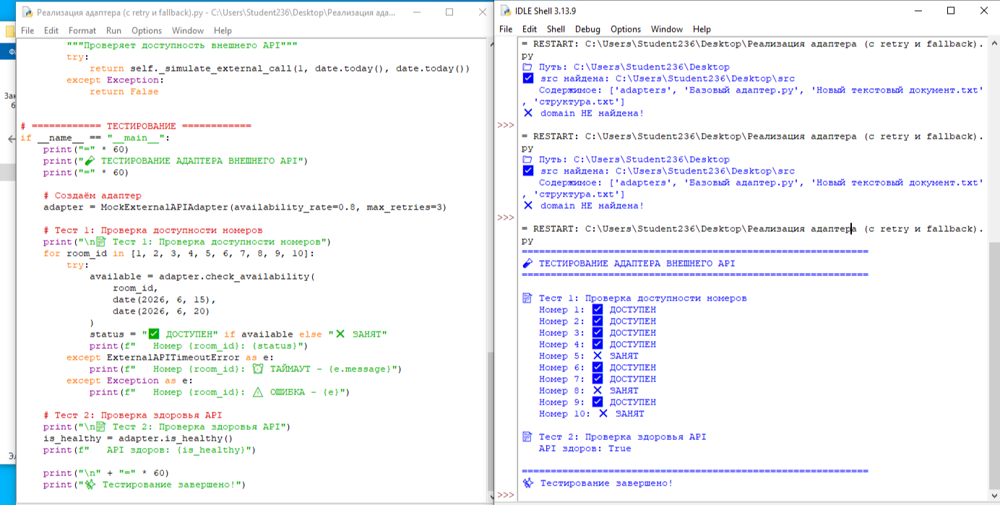 Реализация адаптера (с retry и fallback).py - C:\Users\Student236\Desktop\Реализация ада...
File Edit Format Run Options Window Help
"""Проверяет доступность внешнего API"""
try:
return self._simulate_external_call(1, date.today(), date.today())
except Exception:
return False
# ============ ТЕСТИРОВАНИЕ ============
if __name__ == "__main__":
print("=" * 60)
print("🧪 ТЕСТИРОВАНИЕ АДАПТЕРА ВНЕШНЕГО API")
print("=" * 60)
# Создаём адаптер
adapter = MockExternalAPIAdapter(availability_rate=0.8, max_retries=3)
# Тест 1: Проверка доступности номеров
print("\n📝 Тест 1: Проверка доступности номеров")
for room_id in [1, 2, 3, 4, 5, 6, 7, 8, 9, 10]:
try:
available = adapter.check_availability(
room_id,
date(2026, 6, 15),
date(2026, 6, 20)
)
status = "✅ ДОСТУПЕН" if available else "❌ ЗАНЯТ"
print(f"   Номер {room_id}: {status}")
except ExternalAPITimeoutError as e:
print(f"   Номер {room_id}: ⏰ ТАЙМАУТ - {e.message}")
except Exception as e:
print(f"   Номер {room_id}: ⚠ ОШИБКА - {e}")
# Тест 2: Проверка здоровья API
print("\n📝 Тест 2: Проверка здоровья API")
is_healthy = adapter.is_healthy()
print(f"   API здоров: {is_healthy}")
print("\n" + "=" * 60)
print("✨ Тестирование завершено!")
IDLE Shell 3.13.9
File Edit Shell Debug Options Window Help
= RESTART: C:\Users\Student236\Desktop\Реализация адаптера (с retry и fallback).
py
📁 Путь: C:\Users\Student236\Desktop
✅ src найдена: C:\Users\Student236\Desktop\src
Содержимое: ['adapters', 'Базовый адаптер.py', 'Новый текстовый документ.txt'
, 'структура.txt']
❌ domain НЕ найдена!
>>>
= RESTART: C:\Users\Student236\Desktop\Реализация адаптера (с retry и fallback).
py
📁 Путь: C:\Users\Student236\Desktop
✅ src найдена: C:\Users\Student236\Desktop\src
Содержимое: ['adapters', 'Базовый адаптер.py', 'Новый текстовый документ.txt'
, 'структура.txt']
❌ domain НЕ найдена!
>>>
= RESTART: C:\Users\Student236\Desktop\Реализация адаптера (с retry и fallback).
py
============================================================
🧪 ТЕСТИРОВАНИЕ АДАПТЕРА ВНЕШНЕГО API
============================================================
📝 Тест 1: Проверка доступности номеров
Номер 1: ✅ ДОСТУПЕН
Номер 2: ✅ ДОСТУПЕН
Номер 3: ✅ ДОСТУПЕН
Номер 4: ✅ ДОСТУПЕН
Номер 5: ❌ ЗАНЯТ
Номер 6: ✅ ДОСТУПЕН
Номер 7: ✅ ДОСТУПЕН
Номер 8: ❌ ЗАНЯТ
Номер 9: ✅ ДОСТУПЕН
Номер 10: ❌ ЗАНЯТ
📝 Тест 2: Проверка здоровья API
API здоров: True
============================================================
✨ Тестирование завершено!
>>>